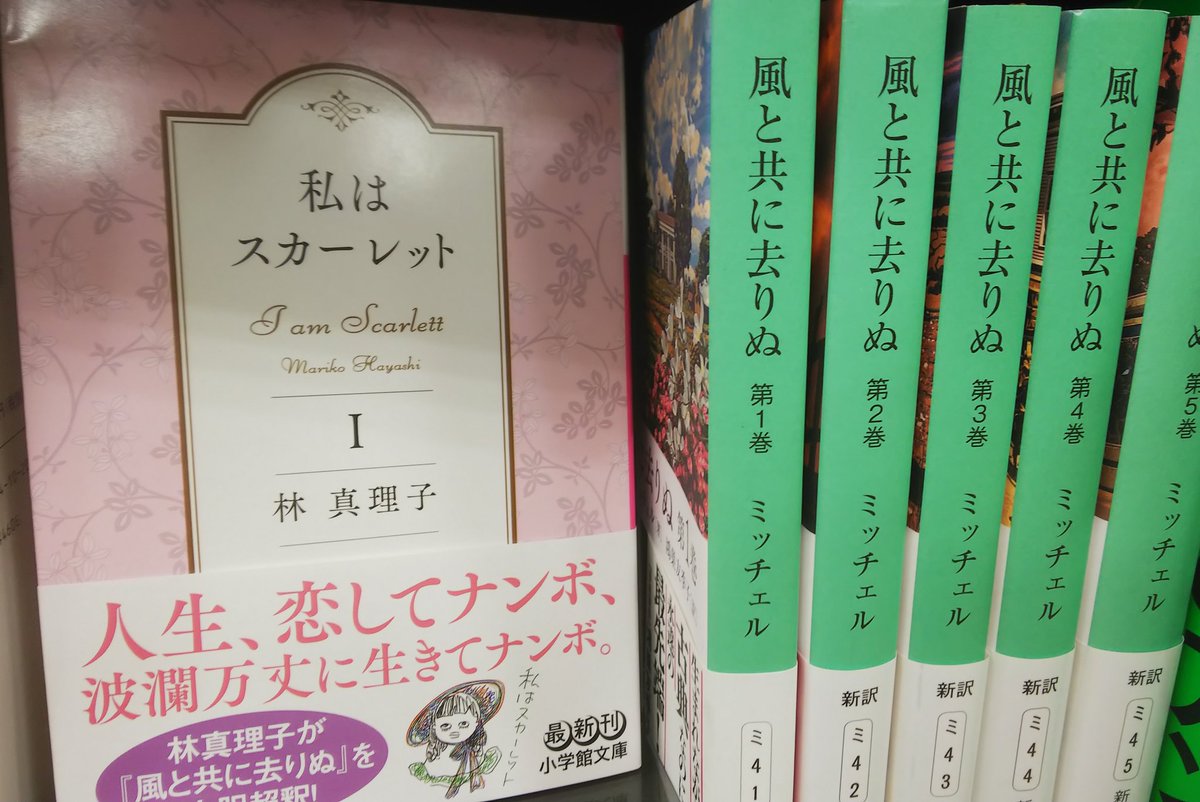 私は
スカーレット
I am Scarlett
Mariko Hayashi
I
林 真理子
人生、恋してナンボ、
波瀾万丈に生きてナンボ。
林真理子が
『風と共に去りぬ』を
私はスカーレット
最新刊
小学館文庫
風と共に去りぬ 第1巻 ミッチェル
新訳
ミ 4 1
風と共に去りぬ 第2巻 ミッチェル
新訳
ミ 4 2
風と共に去りぬ 第3巻 ミッチェル
新訳
ミ 4 3
風と共に去りぬ 第4巻 ミッチェル
新訳
ミ 4 4
ぬ 第5巻 ミッチェル
新訳
ミ 4 5